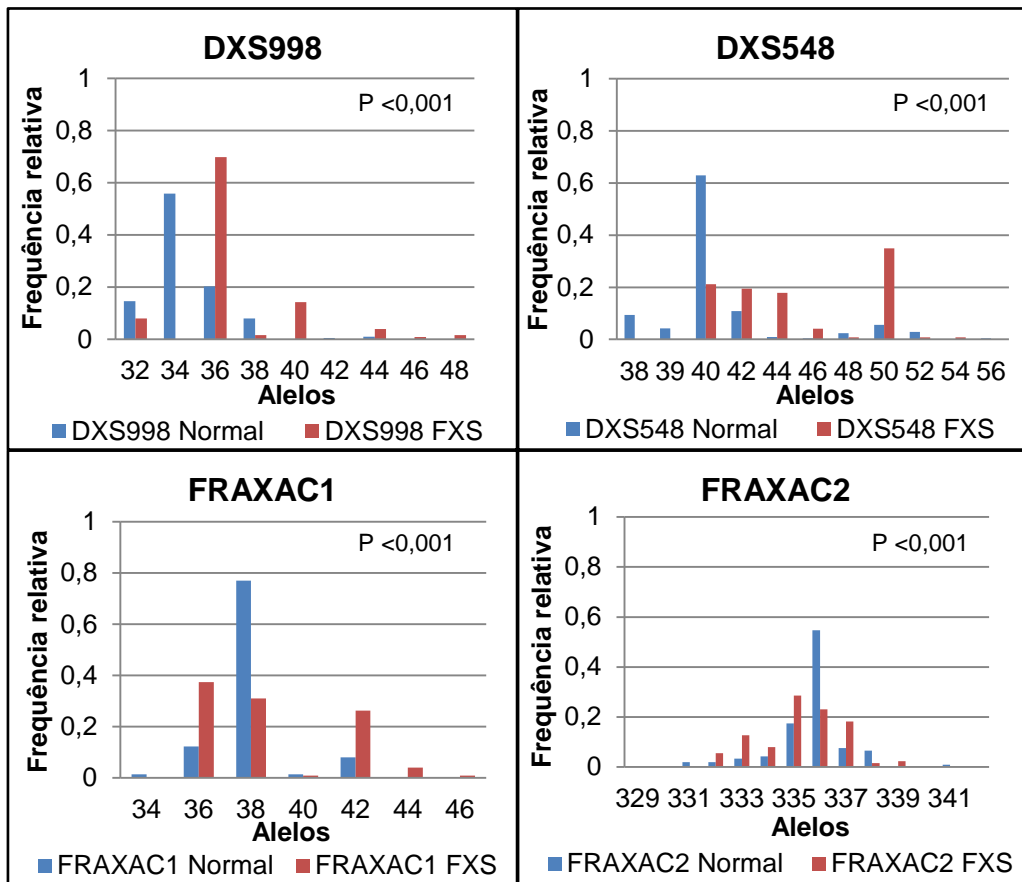 DXS998
P <0,001
1
0,8
0,6
0,4
0,2
0
Frequência relativa
32 34 36 38 40 42 44 46 48
Alelos
DXS998 Normal DXS998 FXS
DXS548
P <0,001
1
0,8
0,6
0,4
0,2
0
Frequência relativa
38 39 40 42 44 46 48 50 52 54 56
Alelos
DXS548 Normal DXS548 FXS
FRAXAC1
P <0,001
1
0,8
0,6
0,4
0,2
0
Frequência relativa
34 36 38 40 42 44 46
Alelos
FRAXAC1 Normal FRAXAC1 FXS
FRAXAC2
P <0,001
1
0,8
0,6
0,4
0,2
0
Frequência relativa
329 331 333 335 337 339 341
Alelos
FRAXAC2 Normal FRAXAC2 FXS